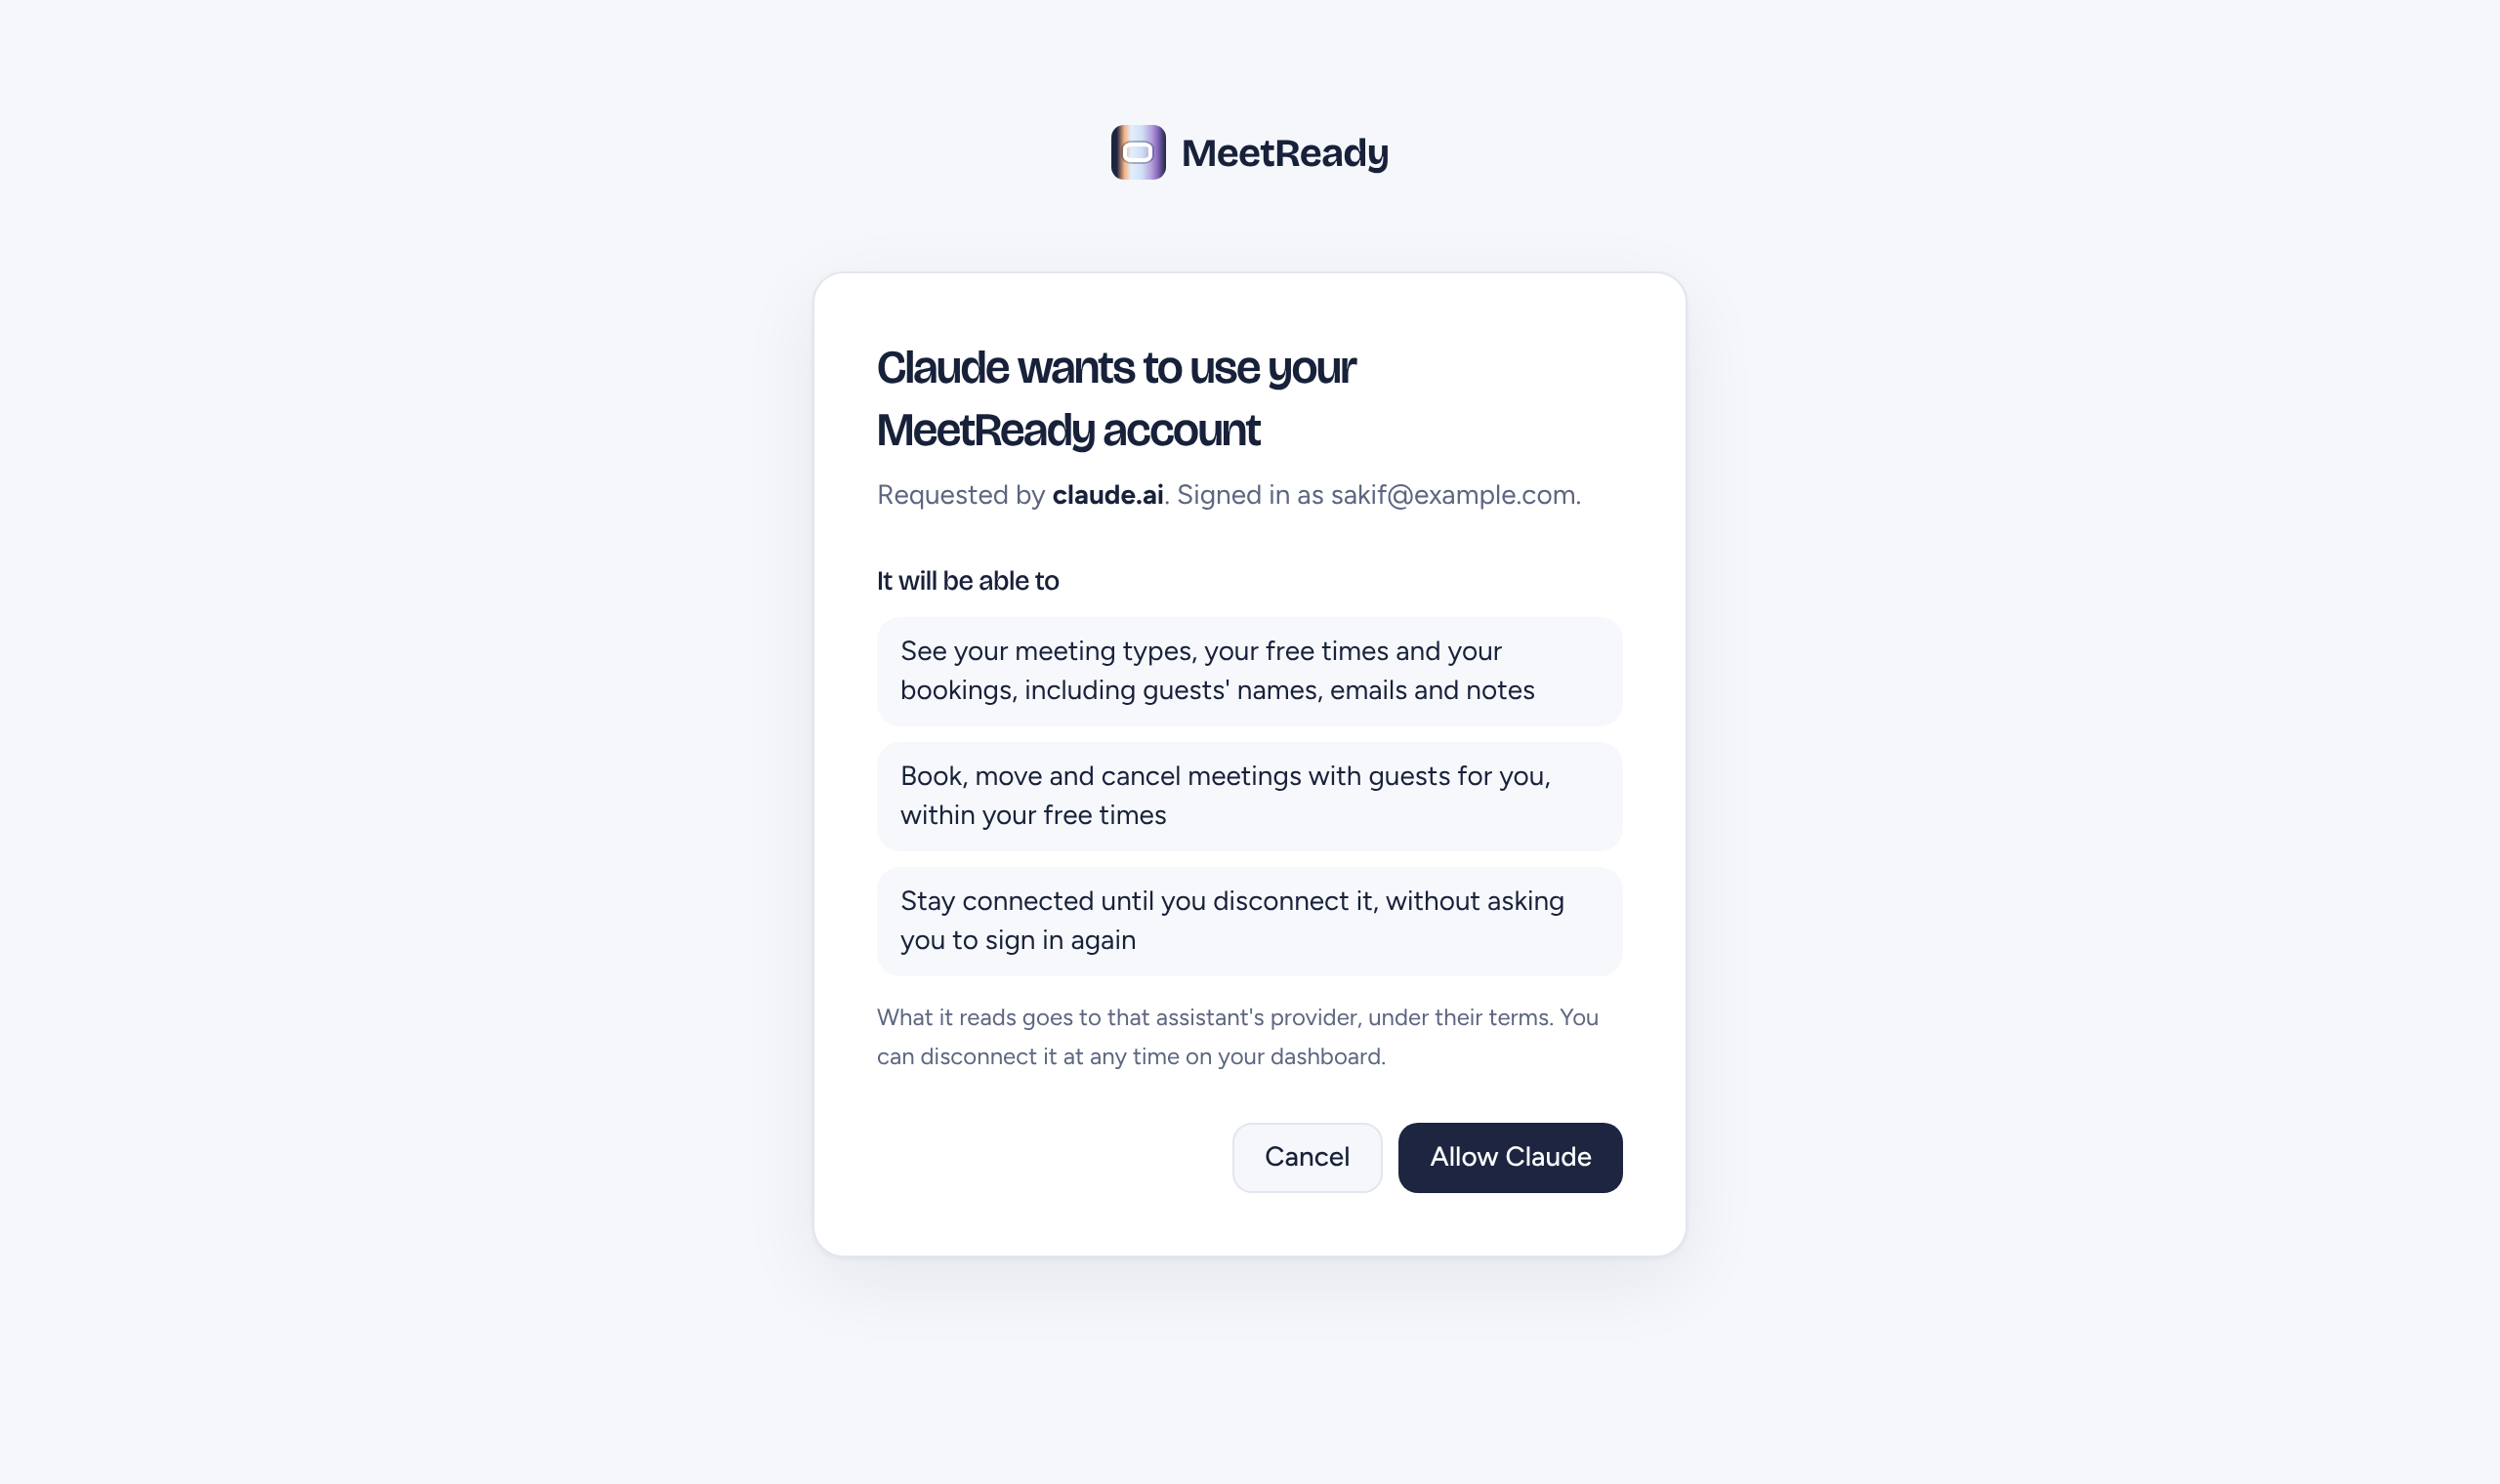 MeetReady
Claude wants to use your
MeetReady account
Requested by claude.ai. Signed in as sakif@example.com.
It will be able to
See your meeting types, your free times and your
bookings, including guests' names, emails and notes
Book, move and cancel meetings with guests for you,
within your free times
Stay connected until you disconnect it, without asking
you to sign in again
What it reads goes to that assistant's provider, under their terms. You
can disconnect it at any time on your dashboard.
Cancel
Allow Claude